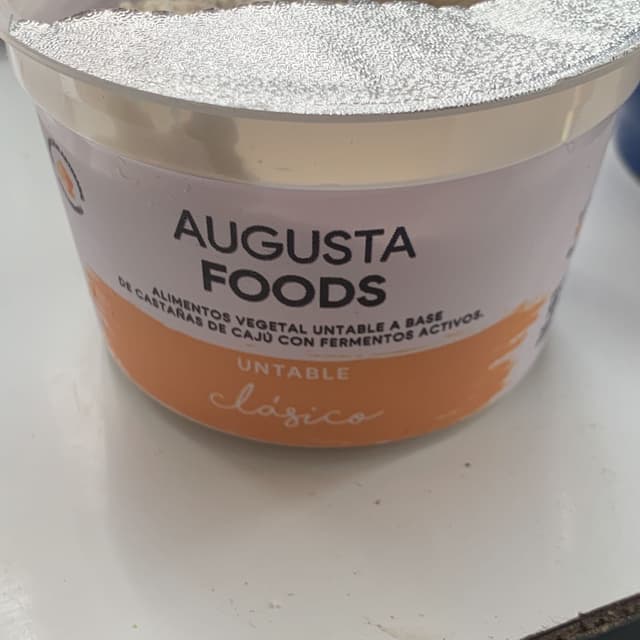 AUGUSTA
FOODS
ALIMENTOS VEGETAL UNTABLE A BASE
DE CASTAÑAS DE CAJÚ CON FERMENTOS ACTIVOS.
UNTABLE
clásico